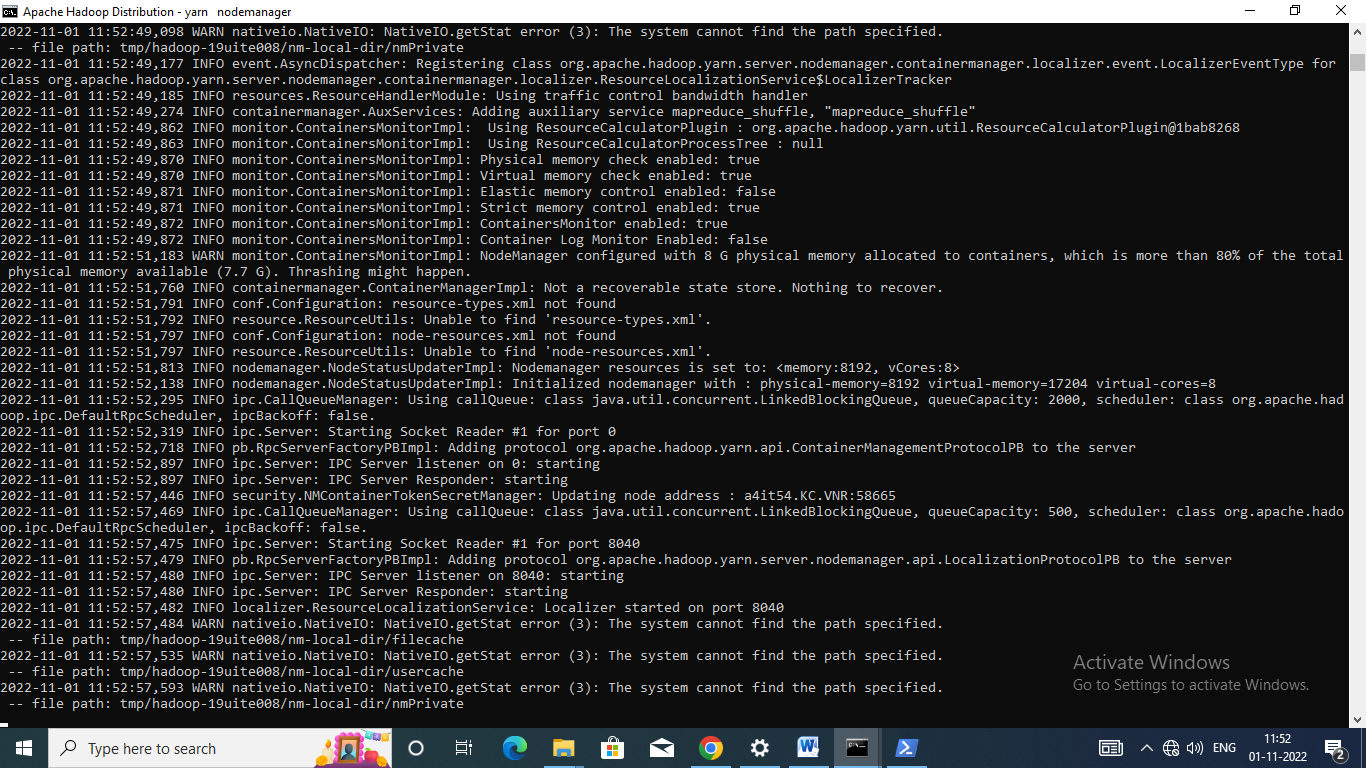 Apache Hadoop Distribution - yarn   nodemanager
2022-11-01 11:52:49,098 WARN nativeio.NativeIO: NativeIO.getStat error (3): The system cannot find the path specified.
 -- file path: tmp/hadoop-19uite008/nm-local-dir/nmPrivate
2022-11-01 11:52:49,177 INFO event.AsyncDispatcher: Registering class org.apache.hadoop.yarn.server.nodemanager.containermanager.localizer.event.LocalizerEventType for
class org.apache.hadoop.yarn.server.nodemanager.containermanager.localizer.ResourceLocalizationService$LocalizerTracker
2022-11-01 11:52:49,185 INFO resources.ResourceHandlerModule: Using traffic control bandwidth handler
2022-11-01 11:52:49,274 INFO containermanager.AuxServices: Adding auxiliary service mapreduce_shuffle, "mapreduce_shuffle"
2022-11-01 11:52:49,862 INFO monitor.ContainersMonitorImpl:  Using ResourceCalculatorPlugin : org.apache.hadoop.yarn.util.ResourceCalculatorPlugin@1bab8268
2022-11-01 11:52:49,863 INFO monitor.ContainersMonitorImpl:  Using ResourceCalculatorProcessTree : null
2022-11-01 11:52:49,870 INFO monitor.ContainersMonitorImpl: Physical memory check enabled: true
2022-11-01 11:52:49,870 INFO monitor.ContainersMonitorImpl: Virtual memory check enabled: true
2022-11-01 11:52:49,871 INFO monitor.ContainersMonitorImpl: Elastic memory control enabled: false
2022-11-01 11:52:49,871 INFO monitor.ContainersMonitorImpl: Strict memory control enabled: true
2022-11-01 11:52:49,872 INFO monitor.ContainersMonitorImpl: ContainersMonitor enabled: true
2022-11-01 11:52:49,872 INFO monitor.ContainersMonitorImpl: Container Log Monitor Enabled: false
2022-11-01 11:52:51,183 WARN monitor.ContainersMonitorImpl: NodeManager configured with 8 G physical memory allocated to containers, which is more than 80% of the total
 physical memory available (7.7 G). Thrashing might happen.
2022-11-01 11:52:51,760 INFO containermanager.ContainerManagerImpl: Not a recoverable state store. Nothing to recover.
2022-11-01 11:52:51,791 INFO conf.Configuration: resource-types.xml not found
2022-11-01 11:52:51,792 INFO resource.ResourceUtils: Unable to find 'resource-types.xml'.
2022-11-01 11:52:51,797 INFO conf.Configuration: node-resources.xml not found
2022-11-01 11:52:51,797 INFO resource.ResourceUtils: Unable to find 'node-resources.xml'.
2022-11-01 11:52:51,813 INFO nodemanager.NodeStatusUpdaterImpl: Nodemanager resources is set to: <memory:8192, vCores:8>
2022-11-01 11:52:52,138 INFO nodemanager.NodeStatusUpdaterImpl: Initialized nodemanager with : physical-memory=8192 virtual-memory=17204 virtual-cores=8
2022-11-01 11:52:52,295 INFO ipc.CallQueueManager: Using callQueue: class java.util.concurrent.LinkedBlockingQueue, queueCapacity: 2000, scheduler: class org.apache.had
oop.ipc.DefaultRpcScheduler, ipcBackoff: false.
2022-11-01 11:52:52,319 INFO ipc.Server: Starting Socket Reader #1 for port 0
2022-11-01 11:52:52,718 INFO pb.RpcServerFactoryPBImpl: Adding protocol org.apache.hadoop.yarn.api.ContainerManagementProtocolPB to the server
2022-11-01 11:52:52,897 INFO ipc.Server: IPC Server listener on 0: starting
2022-11-01 11:52:52,897 INFO ipc.Server: IPC Server Responder: starting
2022-11-01 11:52:57,446 INFO security.NMContainerTokenSecretManager: Updating node address : a4it54.KC.VNR:58665
2022-11-01 11:52:57,469 INFO ipc.CallQueueManager: Using callQueue: class java.util.concurrent.LinkedBlockingQueue, queueCapacity: 500, scheduler: class org.apache.hado
op.ipc.DefaultRpcScheduler, ipcBackoff: false.
2022-11-01 11:52:57,475 INFO ipc.Server: Starting Socket Reader #1 for port 8040
2022-11-01 11:52:57,479 INFO pb.RpcServerFactoryPBImpl: Adding protocol org.apache.hadoop.yarn.server.nodemanager.api.LocalizationProtocolPB to the server
2022-11-01 11:52:57,480 INFO ipc.Server: IPC Server listener on 8040: starting
2022-11-01 11:52:57,480 INFO ipc.Server: IPC Server Responder: starting
2022-11-01 11:52:57,482 INFO localizer.ResourceLocalizationService: Localizer started on port 8040
2022-11-01 11:52:57,484 WARN nativeio.NativeIO: NativeIO.getStat error (3): The system cannot find the path specified.
 -- file path: tmp/hadoop-19uite008/nm-local-dir/filecache
2022-11-01 11:52:57,535 WARN nativeio.NativeIO: NativeIO.getStat error (3): The system cannot find the path specified.
 -- file path: tmp/hadoop-19uite008/nm-local-dir/usercache
2022-11-01 11:52:57,593 WARN nativeio.NativeIO: NativeIO.getStat error (3): The system cannot find the path specified.
 -- file path: tmp/hadoop-19uite008/nm-local-dir/nmPrivate
Activate Windows
Go to Settings to activate Windows.
Type here to search
ENG
11:52
01-11-2022
2